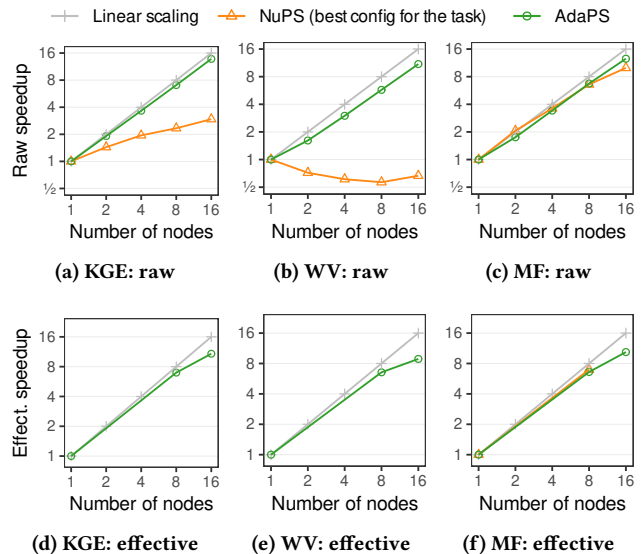 Linear scaling NuPS (best config for the task) AdaPS
Raw speedup
16
8
4
2
1
½
1 2 4 8 16
Number of nodes
(a) KGE: raw
16
8
4
2
1
½
1 2 4 8 16
Number of nodes
(b) WV: raw
16
8
4
2
1
½
1 2 4 8 16
Number of nodes
(c) MF: raw
Effect. speedup
16
8
4
2
1
1 2 4 8 16
Number of nodes
(d) KGE: effective
16
8
4
2
1
1 2 4 8 16
Number of nodes
(e) WV: effective
16
8
4
2
1
1 2 4 8 16
Number of nodes
(f) MF: effective